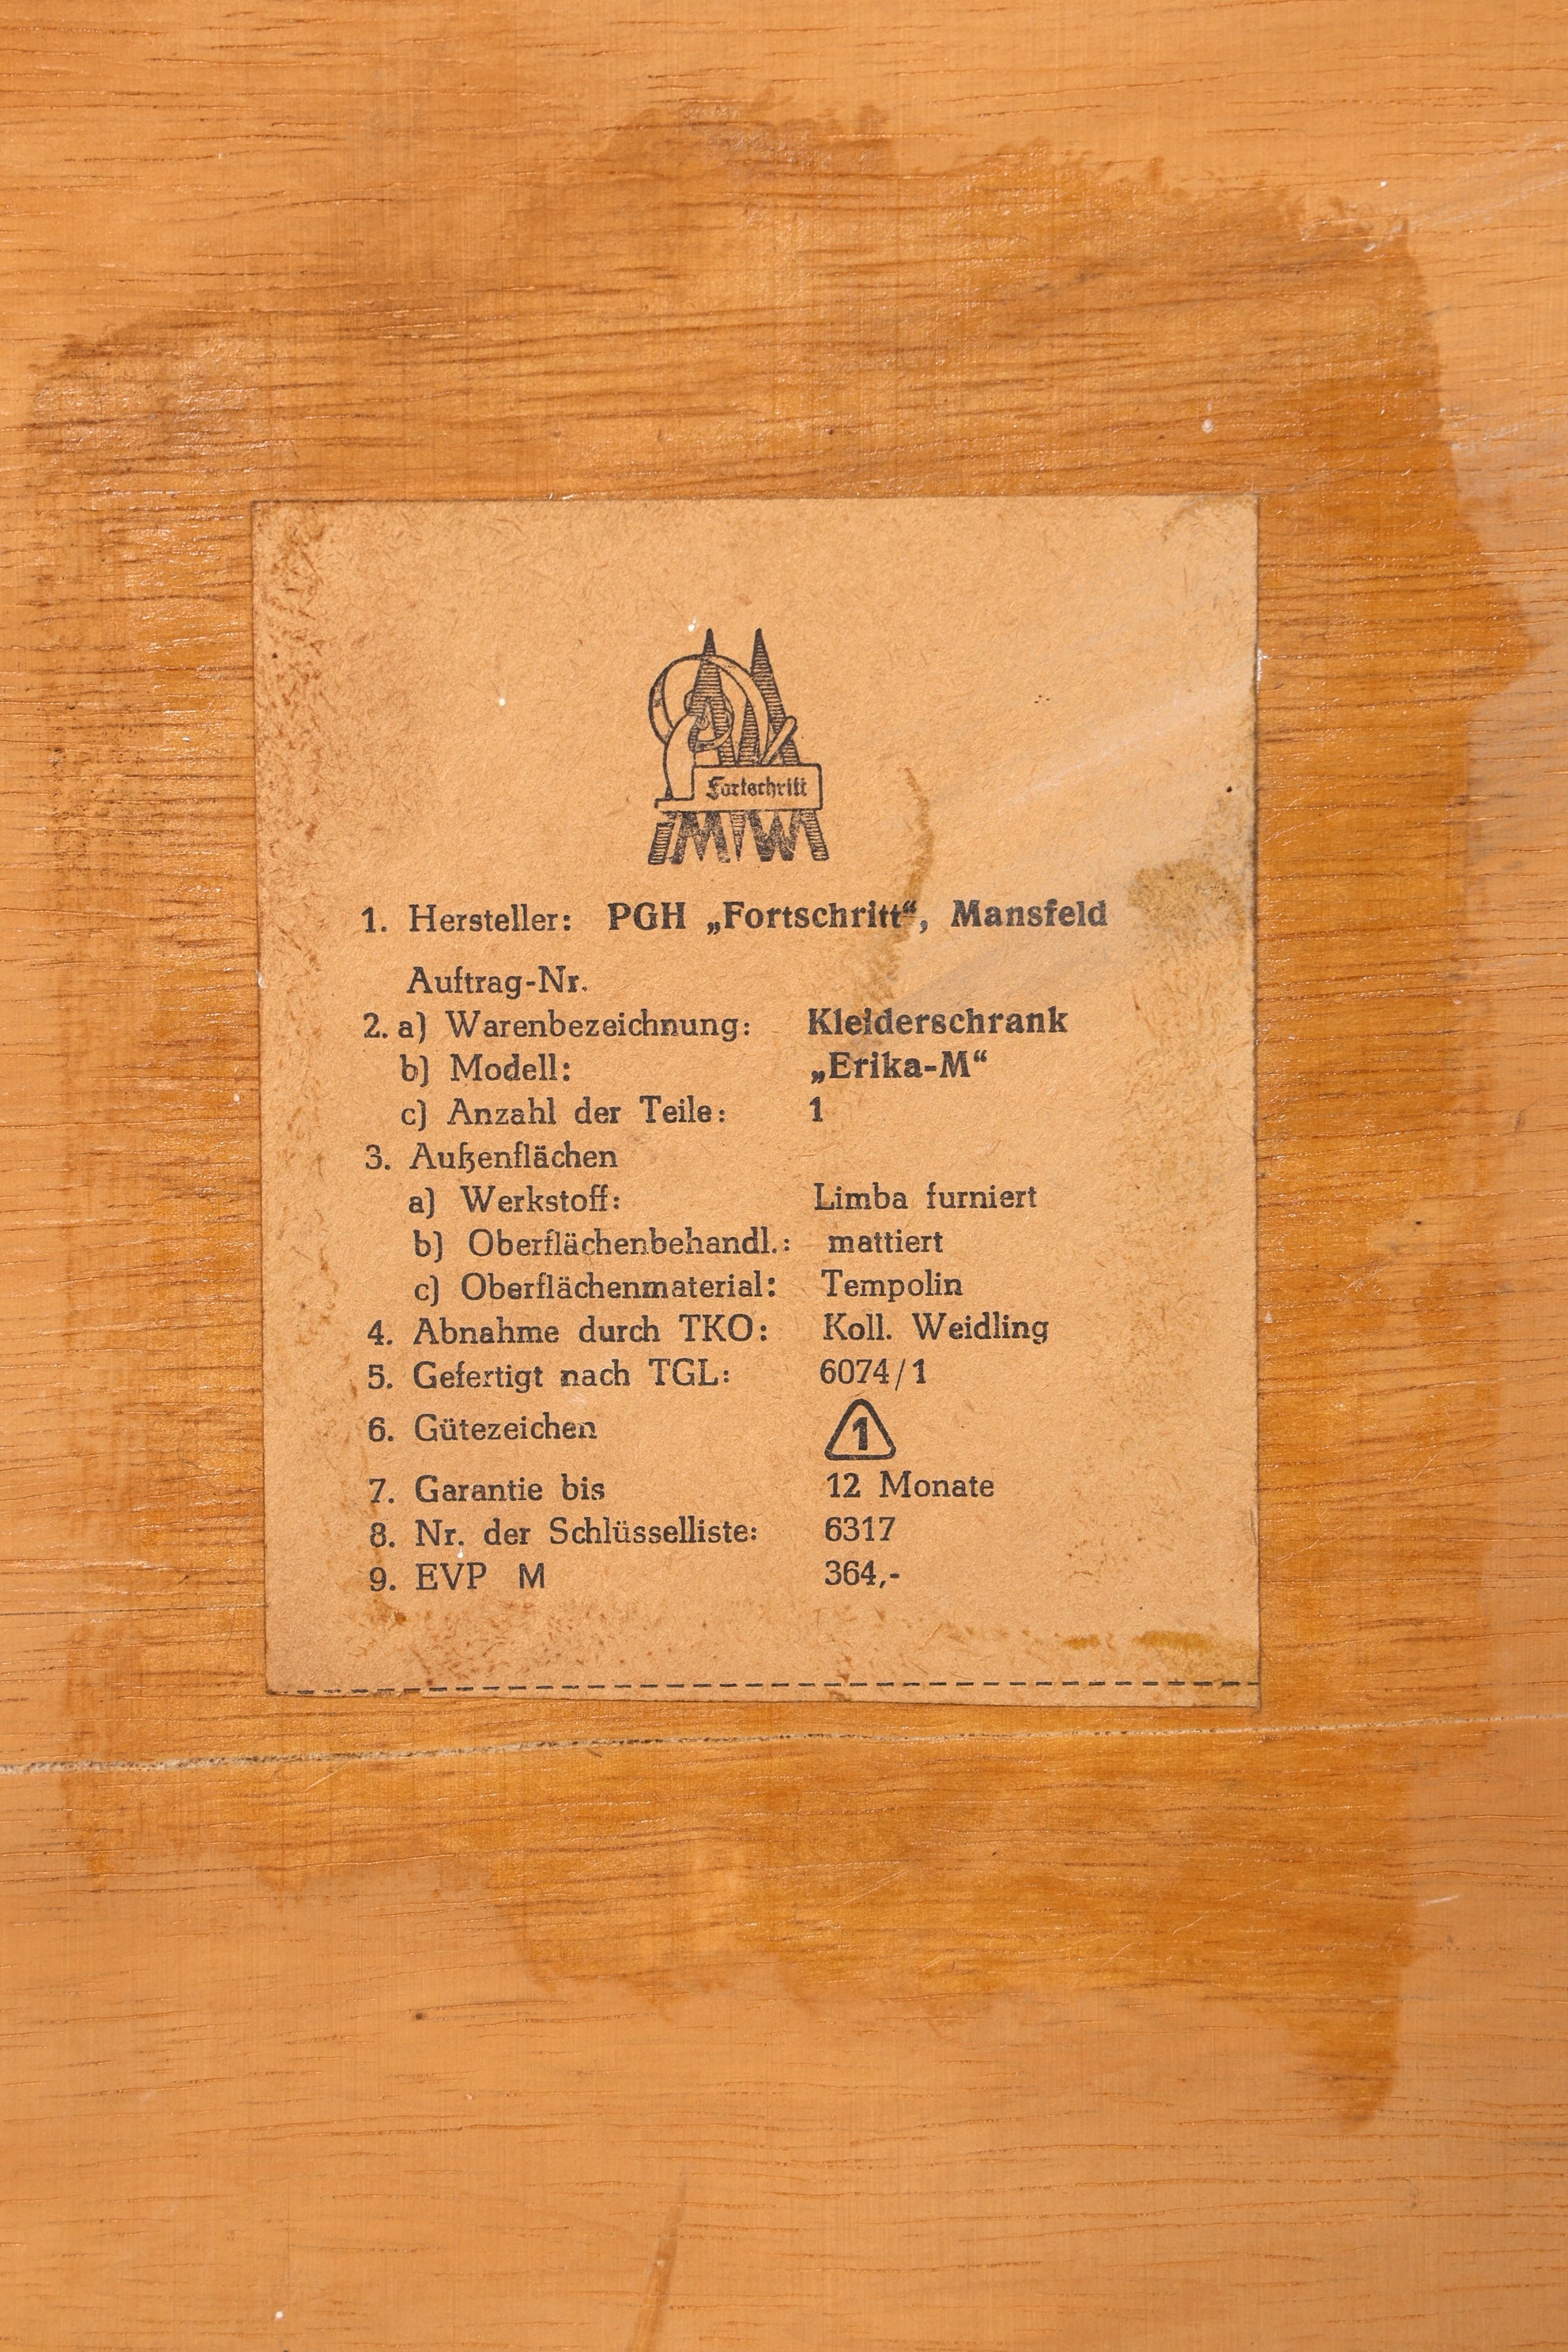 Fortschritt
1. Hersteller: PGH „Fortschritt“, Mansfeld
Auftrag-Nr.
2. a) Warenbezeichnung: Kleiderschrank
b) Modell: „Erika-M“
c) Anzahl der Teile: 1
3. Außenflächen
a) Werkstoff: Limba furniert
b) Oberflächenbehandl.: mattiert
c) Oberflächenmaterial: Tempolin
4. Abnahme durch TKO: Koll. Weidling
5. Gefertigt nach TGL: 6074/1
6. Gütezeichen 1
7. Garantie bis 12 Monate
8. Nr. der Schlüsselliste: 6317
9. EVP M 364,-